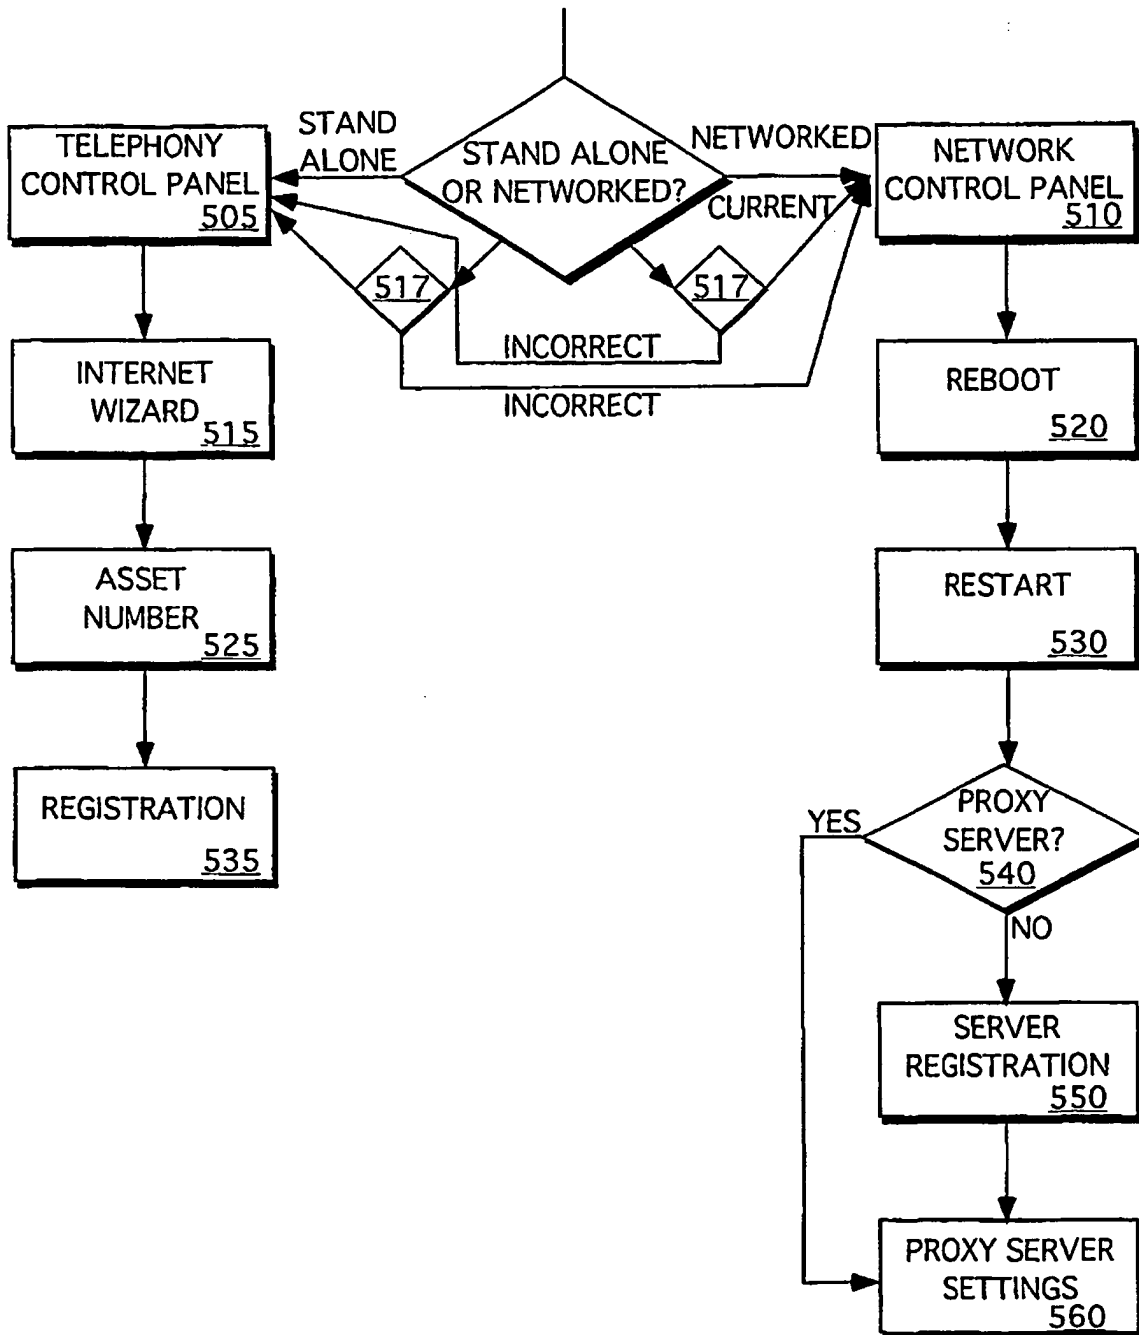 STAND ALONE
OR NETWORKED?
STAND
ALONE
NETWORKED
CURRENT
TELEPHONY
CONTROL PANEL
505
NETWORK
CONTROL PANEL
510
517
517
INCORRECT
INCORRECT
INTERNET
WIZARD
515
REBOOT
520
ASSET
NUMBER
525
RESTART
530
REGISTRATION
535
PROXY
SERVER?
540
YES
NO
SERVER
REGISTRATION
550
PROXY SERVER
SETTINGS
560